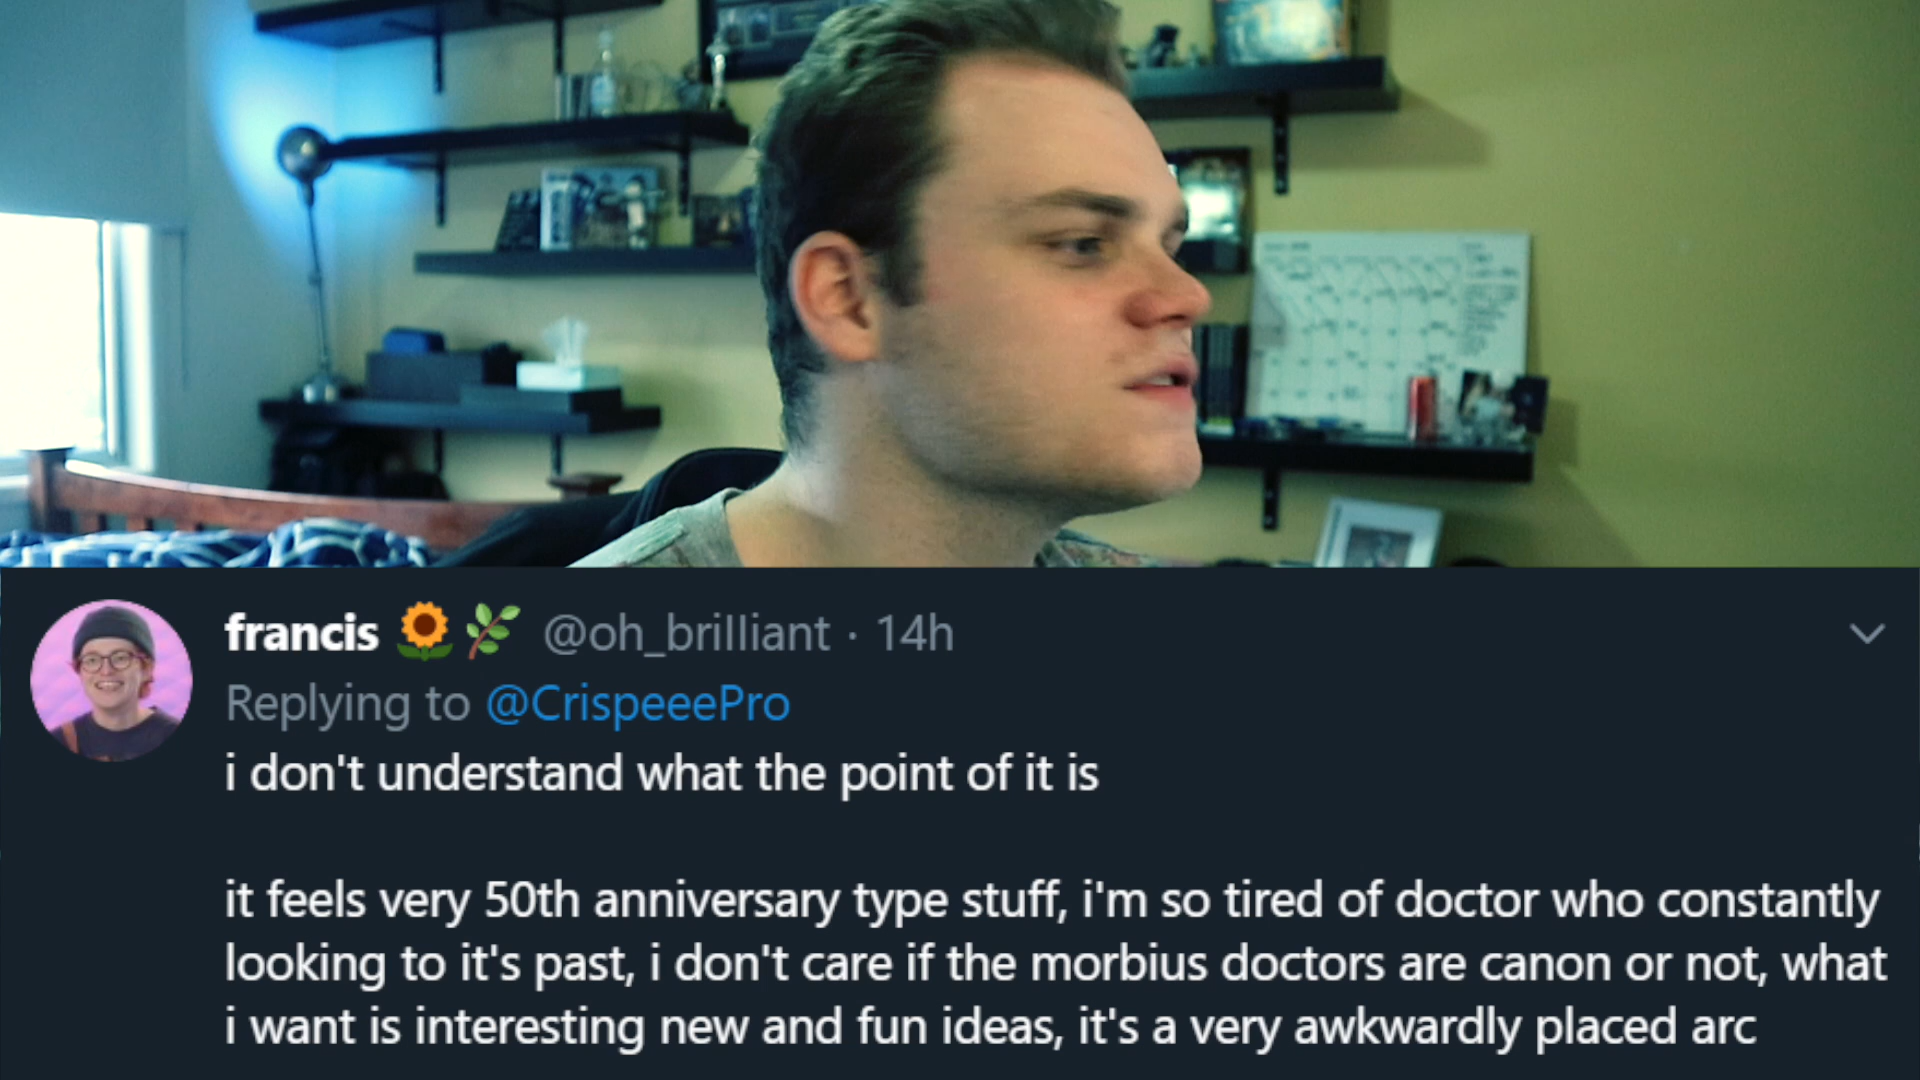 francis 🌻🌿 @oh_brilliant · 14h
Replying to @CrispeeePro
i don't understand what the point of it is
it feels very 50th anniversary type stuff, i'm so tired of doctor who constantly
looking to it's past, i don't care if the morbius doctors are canon or not, what
i want is interesting new and fun ideas, it's a very awkwardly placed arc